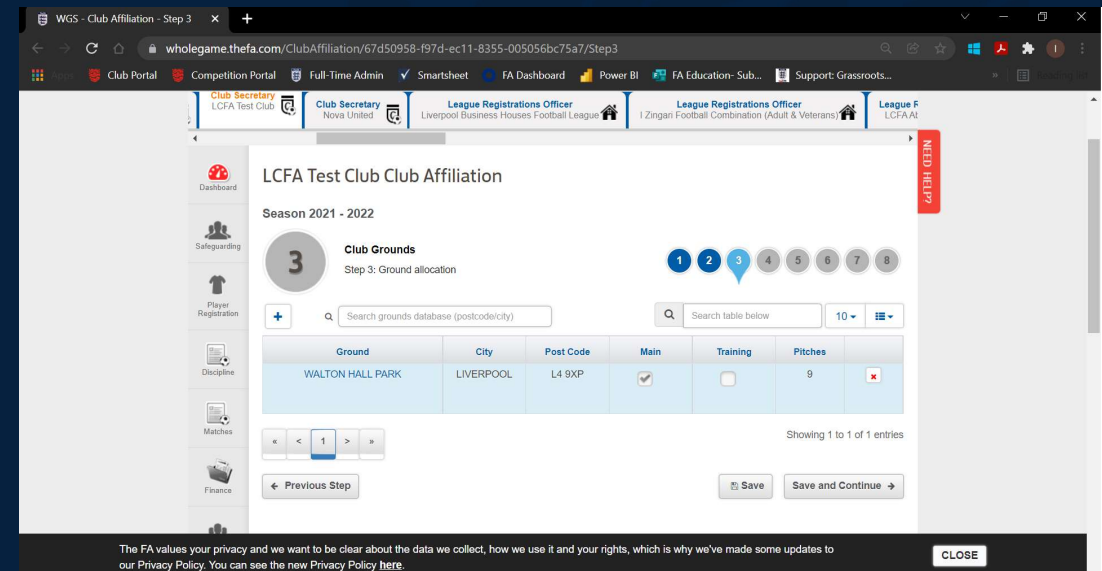 WGS - Club Affiliation - Step 3
wholegame.thefa.com/ClubAffiliation/67d50958-f97d-ec11-8355-005056bc75a7/Step3
Apps Club Portal Competition Portal Full-Time Admin Smartsheet FA Dashboard Power BI FA Education- Sub... Support: Grassroots... » Reading list
Club Secretary
LCFA Test Club
Club Secretary
Nova United
League Registrations Officer
Liverpool Business Houses Football League
League Registrations Officer
I Zingari Football Combination (Adult & Veterans)
League R
LCFA At
NEED HELP?
Dashboard
Safeguarding
Player
Registration
Discipline
Matches
Finance
LCFA Test Club Club Affiliation
Season 2021 - 2022
3
Club Grounds
Step 3: Ground allocation
1 2 3 4 5 6 7 8
+ Search grounds database (postcode/city) Search table below 10
Ground City Post Code Main Training Pitches
WALTON HALL PARK LIVERPOOL L4 9XP 9
« < 1 > »
Showing 1 to 1 of 1 entries
← Previous Step Save Save and Continue →
The FA values your privacy and we want to be clear about the data we collect, how we use it and your rights, which is why we've made some updates to
our Privacy Policy. You can see the new Privacy Policy here.
CLOSE